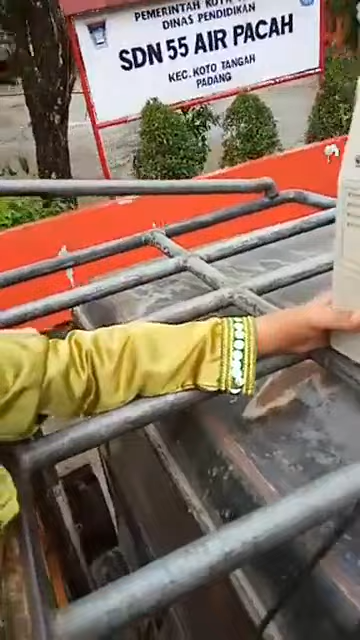 PEMERINTAH KOTA
DINAS PENDIDIKAN
SDN 55 AIR PACAH
KEC.KOTO TANGAH
PADANG